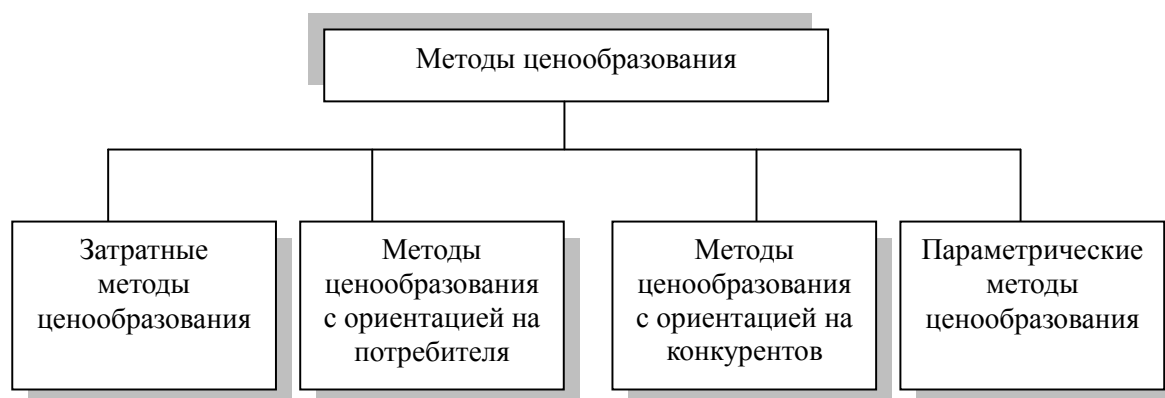 Методы ценообразования
Затратные
методы
ценообразования
Методы
ценообразования
с ориентацией на
потребителя
Методы
ценообразования
с ориентацией на
конкурентов
Параметрические
методы
ценообразования